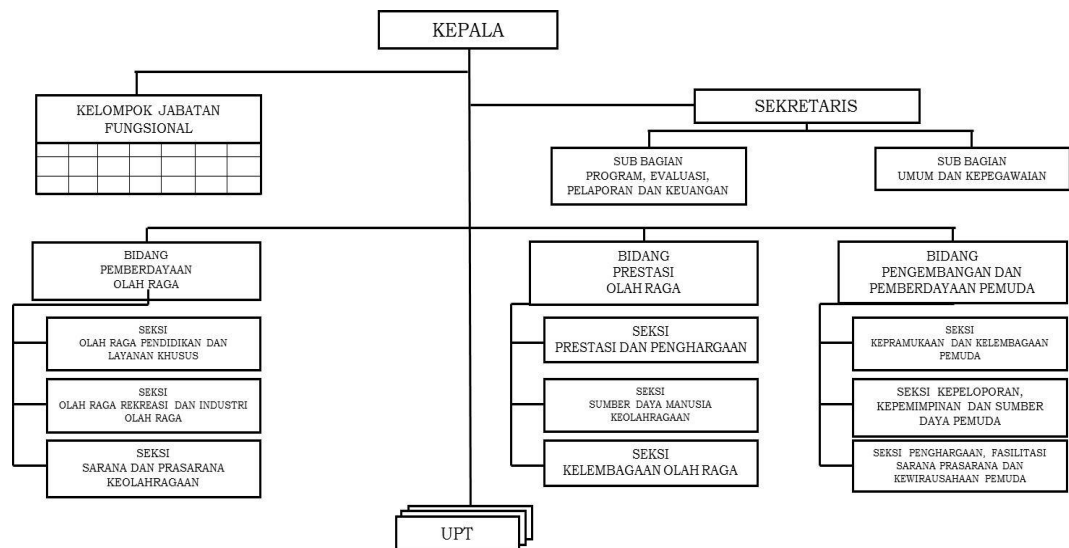 KEPALA
KELOMPOK JABATAN
FUNGSIONAL
SEKRETARIS
SUB BAGIAN
PROGRAM, EVALUASI,
PELAPORAN DAN KEUANGAN
SUB BAGIAN
UMUM DAN KEPEGAWAIAN
BIDANG
PEMBERDAYAAN
OLAH RAGA
SEKSI
OLAH RAGA PENDIDIKAN DAN
LAYANAN KHUSUS
SEKSI
OLAH RAGA REKREASI DAN INDUSTRI
OLAH RAGA
SEKSI
SARANA DAN PRASARANA
KEOLAHRAGAAN
BIDANG
PRESTASI
OLAH RAGA
SEKSI
PRESTASI DAN PENGHARGAAN
SEKSI
SUMBER DAYA MANUSIA
KEOLAHRAGAAN
SEKSI
KELEMBAGAAN OLAH RAGA
BIDANG
PENGEMBANGAN DAN
PEMBERDAYAAN PEMUDA
SEKSI
KEPRAMUKAAN DAN KELEMBAGAAN
PEMUDA
SEKSI KEPELOPORAN,
KEPEMIMPINAN DAN SUMBER
DAYA PEMUDA
SEKSI PENGHARGAAN, FASILITASI
SARANA PRASARANA DAN
KEWIRAUSAHAAN PEMUDA
UPT